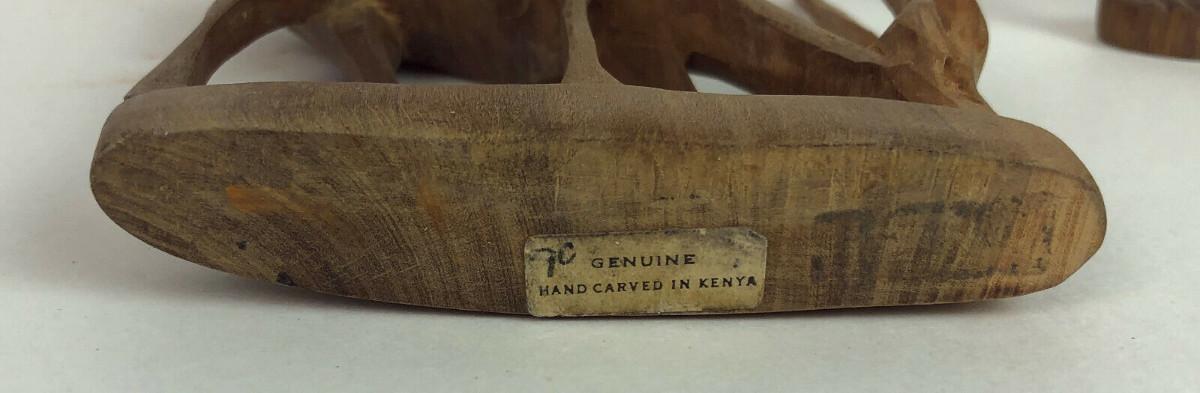 GENUINE
HAND CARVED IN KENYA